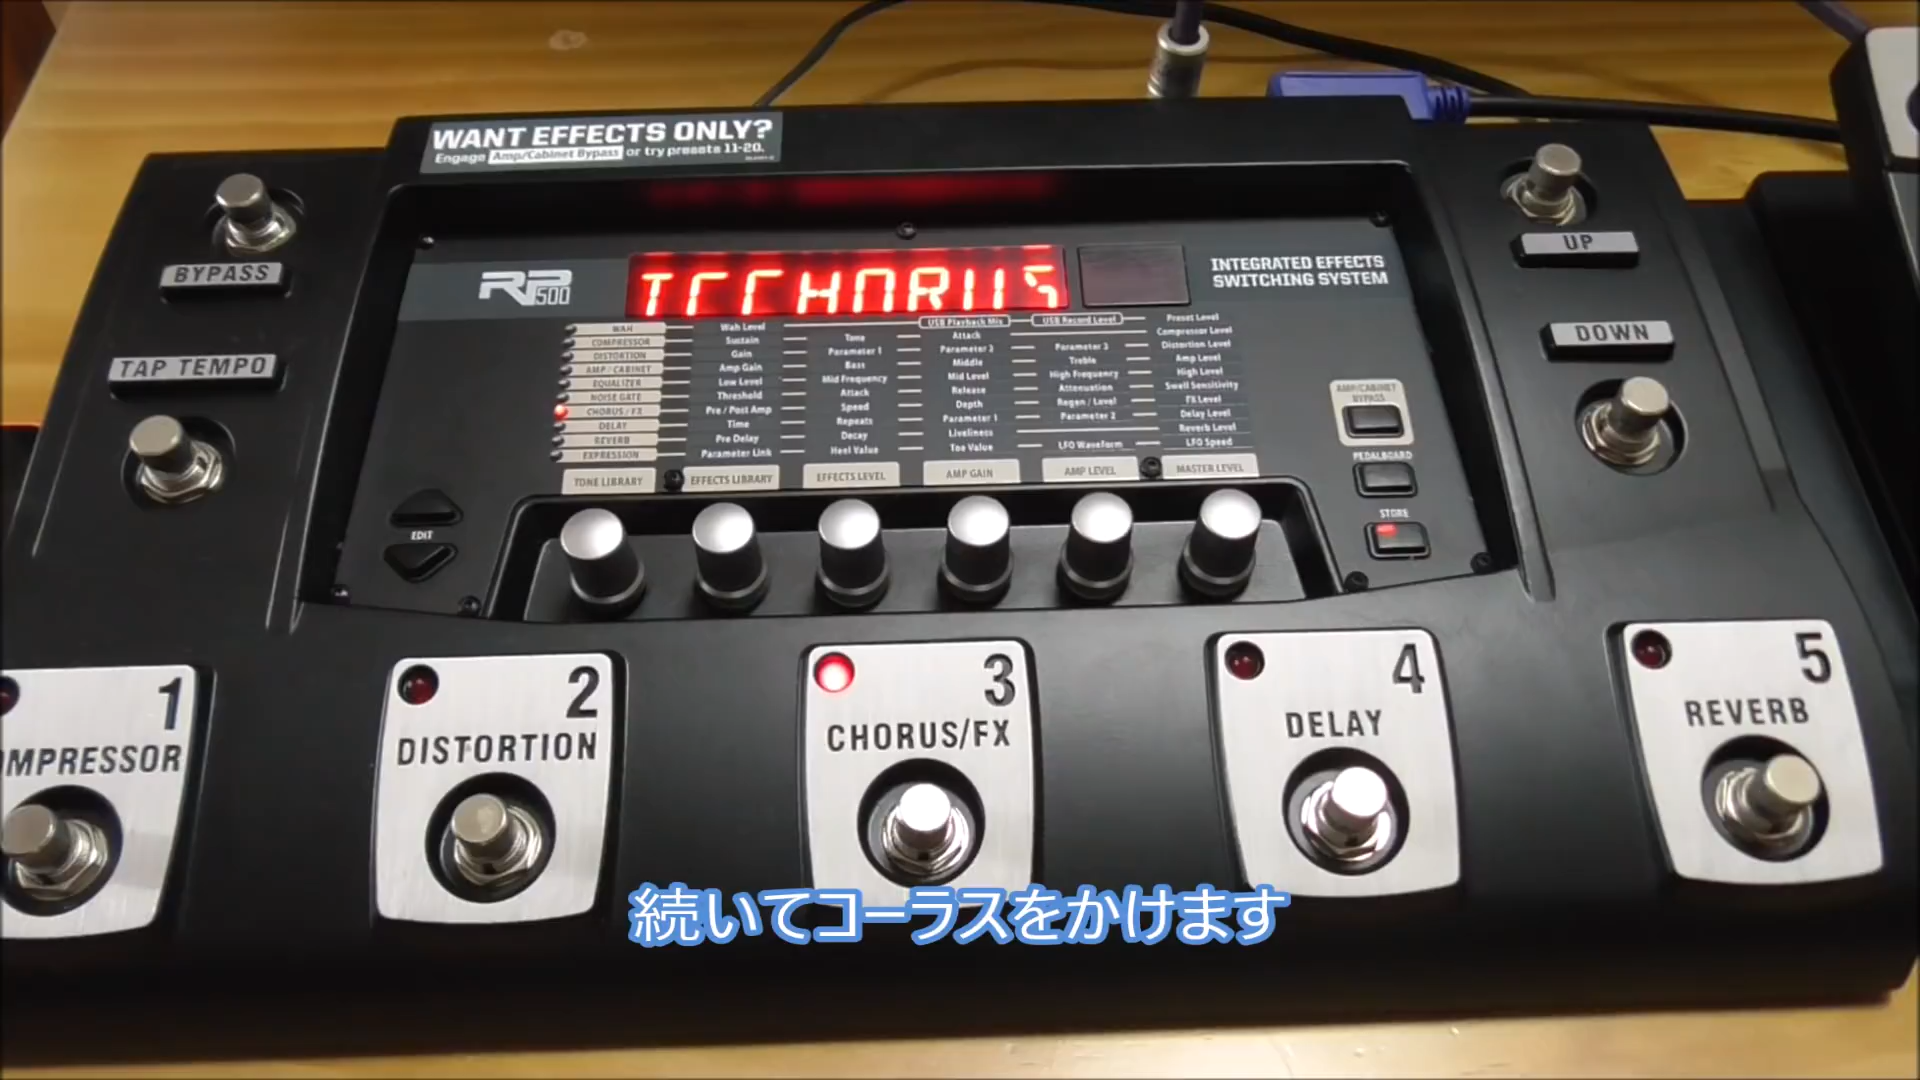 WANT EFFECTS ONLY?
Engage Amp/Cabinet Bypass or try presets 11-20.
BYPASS
UP
RP500
TCCHORUS
INTEGRATED EFFECTS
SWITCHING SYSTEM
TAP TEMPO
DOWN
USB Playback Mix USB Record Level
WAH Wah Level Preset Level
COMPRESSOR Sustain Tone Attack Compressor Level
DISTORTION Gain Parameter 1 Parameter 2 Parameter 3 Distortion Level
AMP/CABINET Amp Gain Bass Middle Treble Amp Level
EQUALIZER Low Level Mid Frequency Mid Level High Frequency High Level
NOISE GATE Threshold Attack Release Attenuation Swell Sensitivity
CHORUS/FX Pre / Post Amp Speed Depth Regen / Level FX Level
DELAY Time Repeats Parameter 1 Parameter 2 Delay Level
REVERB Pre Delay Decay Liveliness Reverb Level
EXPRESSION Parameter Link Heel Value Toe Value LFO Waveform LFO Speed
TONE LIBRARY EFFECTS LIBRARY EFFECTS LEVEL AMP GAIN AMP LEVEL MASTER LEVEL
AMP/CABINET
BYPASS
PEDALBOARD
STORE
EDIT
1
OMPRESSOR
2
DISTORTION
3
CHORUS/FX
4
DELAY
5
REVERB
続いてコーラスをかけます